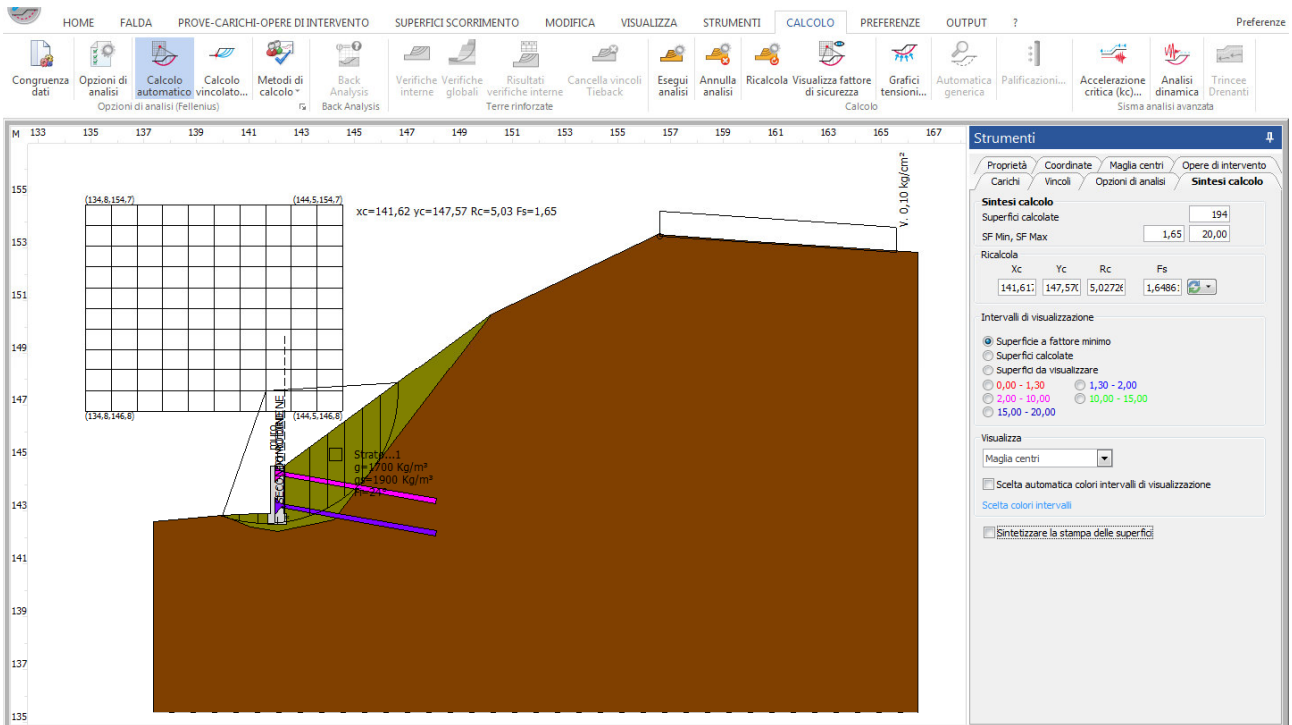 HOME FALDA PROVE-CARICHI-OPERE DI INTERVENTO SUPERFICI SCORRIMENTO MODIFICA VISUALIZZA STRUMENTI CALCOLO PREFERENZE OUTPUT ? Preferenze
Congruenza dati
Opzioni di analisi
Calcolo automatico
Calcolo vincolato...
Metodi di calcolo
Back Analysis
Verifiche interne
Verifiche globali
Risultati verifiche interne
Cancella vincoli Tieback
Esegui analisi
Annulla analisi
Ricalcola
Visualizza fattore di sicurezza
Grafici tensioni...
Automatica generica
Palificazioni...
Accelerazione critica (kc)...
Analisi dinamica
Trincee Drenanti
Opzioni di analisi (Fellenius) Back Analysis Terre rinforzate Calcolo Sisma analisi avanzata
M 133 135 137 139 141 143 145 147 149 151 153 155 157 159 161 163 165 167
155
153
151
149
147
145
143
141
139
137
135
(134,8,154,7) (144,5,154,7)
xc=141,62 yc=147,57 Rc=5,03 Fs=1,65
V. 0,10 kg/cm²
(134,8,146,8) (144,5,146,8)
muro
Strato...1
g=1700 Kg/m³
gs=1900 Kg/m³
Strumenti
Proprietà Coordinate Maglia centri Opere di intervento
Carichi Vincoli Opzioni di analisi Sintesi calcolo
Sintesi calcolo
Superfici calcolate 194
SF Min, SF Max 1,65 20,00
Ricalcola
Xc Yc Rc Fs
141,617 147,570 5,02726 1,6486
Intervalli di visualizzazione
Superficie a fattore minimo
Superfici calcolate
Superfici da visualizzare
0,00 - 1,30 1,30 - 2,00
2,00 - 10,00 10,00 - 15,00
15,00 - 20,00
Visualizza
Maglia centri
Scelta automatica colori intervalli di visualizzazione
Scelta colori intervalli
Sintetizzare la stampa delle superfici